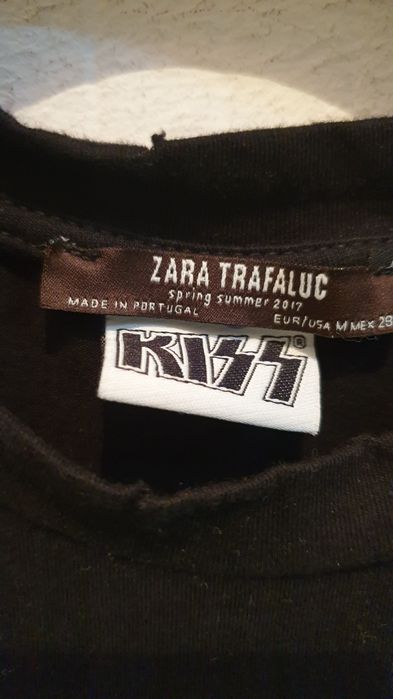 ZARA TRAFALUC
spring summer 2017
MADE IN PORTUGAL
EUR/USA M MEX 28
KISS®